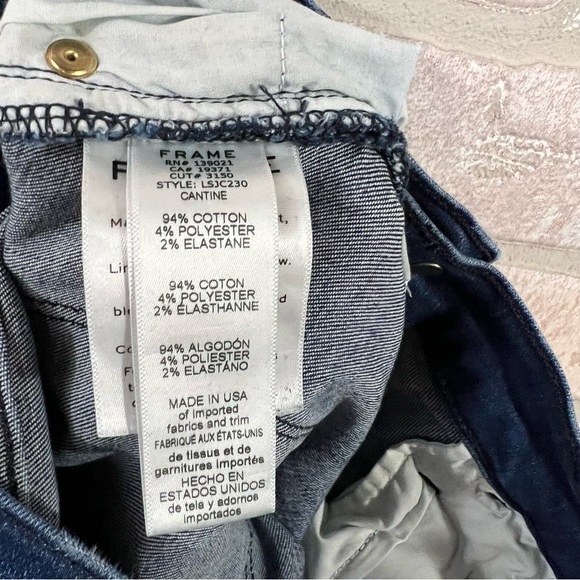 FRAME
RN# 139021
CA# 19371
CUT# 3150
STYLE: LSJC230
CANTINE
94% COTTON
4% POLYESTER
2% ELASTANE
94% COTON
4% POLYESTER
2% ÉLASTHANNE
94% ALGODÓN
4% POLIESTER
2% ELASTANO
MADE IN USA
of imported
fabrics and trim
FABRIQUÉ AUX ÉTATS-UNIS
de tissus et de
garnitures importés
HECHO EN
ESTADOS UNIDOS
de tela y adornos
importados